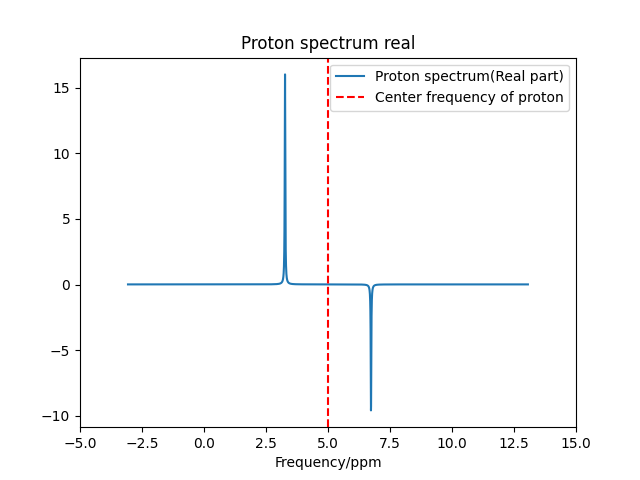 Proton spectrum real
Proton spectrum(Real part)
Center frequency of proton
15
10
5
0
−5
−10
−5.0 −2.5 0.0 2.5 5.0 7.5 10.0 12.5 15.0
Frequency/ppm